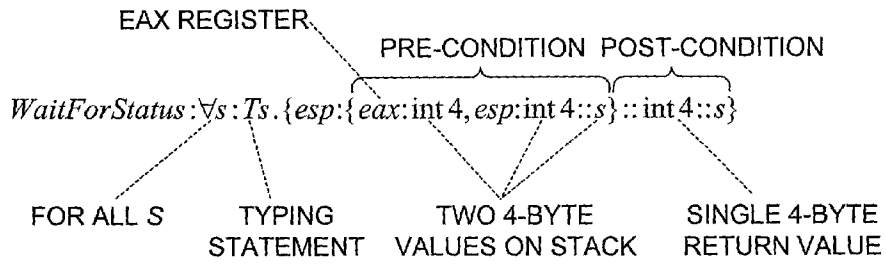 EAX REGISTER
PRE-CONDITION POST-CONDITION
WaitForStatus:∀s:Ts.{esp:{eax:int 4,esp:int 4::s}::int 4::s}
FOR ALL S TYPING STATEMENT TWO 4-BYTE VALUES ON STACK SINGLE 4-BYTE RETURN VALUE